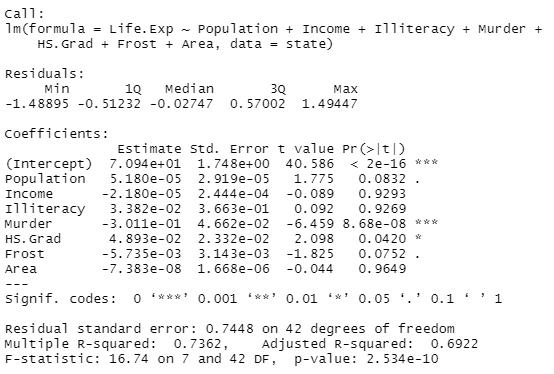 Call:
lm(formula = Life.Exp ~ Population + Income + Illiteracy + Murder +
    HS.Grad + Frost + Area, data = state)
Residuals:
     Min       1Q   Median       3Q      Max
-1.48895 -0.51232 -0.02747  0.57002  1.49447
Coefficients:
              Estimate Std. Error t value Pr(>|t|)
(Intercept)  7.094e+01  1.748e+00  40.586  < 2e-16 ***
Population   5.180e-05  2.919e-05   1.775   0.0832 .
Income      -2.180e-05  2.444e-04  -0.089   0.9293
Illiteracy   3.382e-02  3.663e-01   0.092   0.9269
Murder      -3.011e-01  4.662e-02  -6.459 8.68e-08 ***
HS.Grad      4.893e-02  2.332e-02   2.098   0.0420 *
Frost       -5.735e-03  3.143e-03  -1.825   0.0752 .
Area        -7.383e-08  1.668e-06  -0.044   0.9649
---
Signif. codes:  0 ‘***’ 0.001 ‘**’ 0.01 ‘*’ 0.05 ‘.’ 0.1 ‘ ’ 1
Residual standard error: 0.7448 on 42 degrees of freedom
Multiple R-squared:  0.7362,	Adjusted R-squared:  0.6922
F-statistic: 16.74 on 7 and 42 DF,  p-value: 2.534e-10